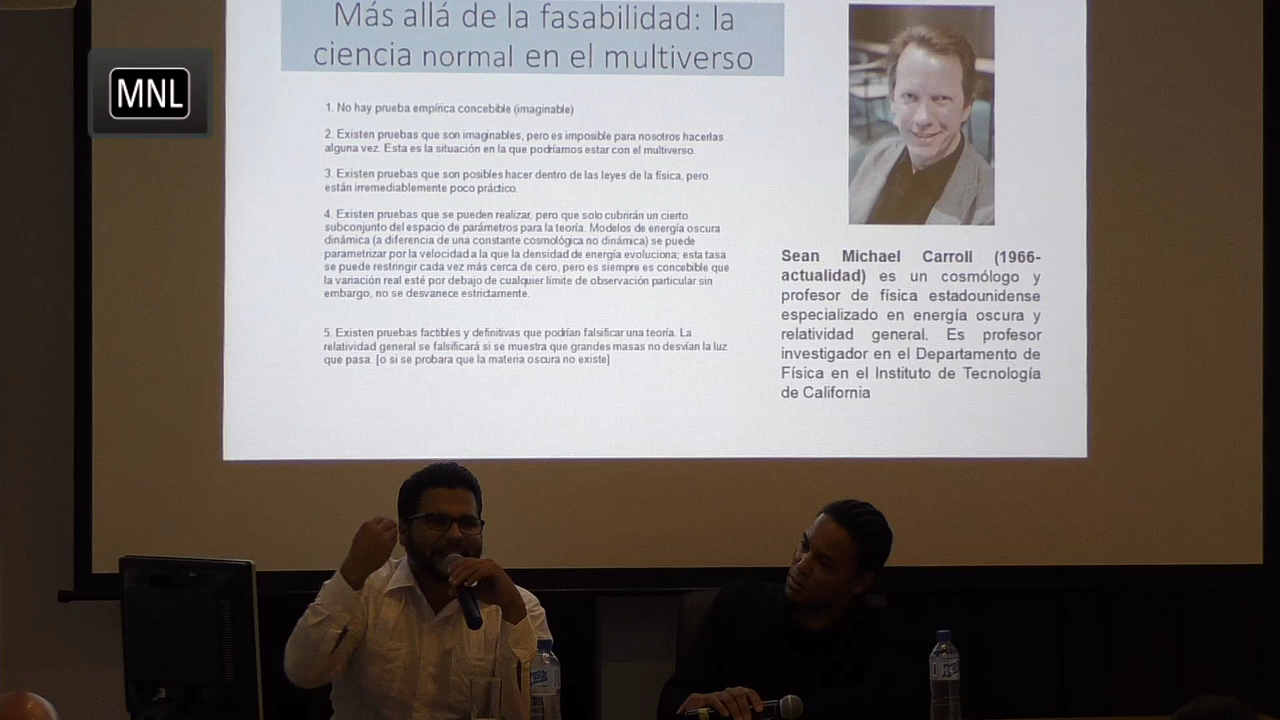 Más allá de la fasabilidad: la
ciencia normal en el multiverso
MNL
1. No hay prueba empírica concebible (imaginable)
2. Existen pruebas que son imaginables, pero es imposible para nosotros hacerlas
alguna vez. Esta es la situación en la que podríamos estar con el multiverso.
3. Existen pruebas que son posibles hacer dentro de las leyes de la física, pero
están irremediablemente poco práctico.
4. Existen pruebas que se pueden realizar, pero que solo cubrirán un cierto
subconjunto del espacio de parámetros para la teoría. Modelos de energía oscura
dinámica (a diferencia de una constante cosmológica no dinámica) se puede
parametrizar por la velocidad a la que la densidad de energía evoluciona; esta tasa
se puede restringir cada vez más cerca de cero, pero es siempre es concebible que
la variación real esté por debajo de cualquier límite de observación particular sin
embargo, no se desvanece estrictamente.
5. Existen pruebas factibles y definitivas que podrían falsificar una teoría. La
relatividad general se falsificará si se muestra que grandes masas no desvían la luz
que pasa. [o si se probara que la materia oscura no existe]
Sean Michael Carroll (1966-
actualidad) es un cosmólogo y
profesor de física estadounidense
especializado en energía oscura y
relatividad general. Es profesor
investigador en el Departamento de
Física en el Instituto de Tecnología
de California